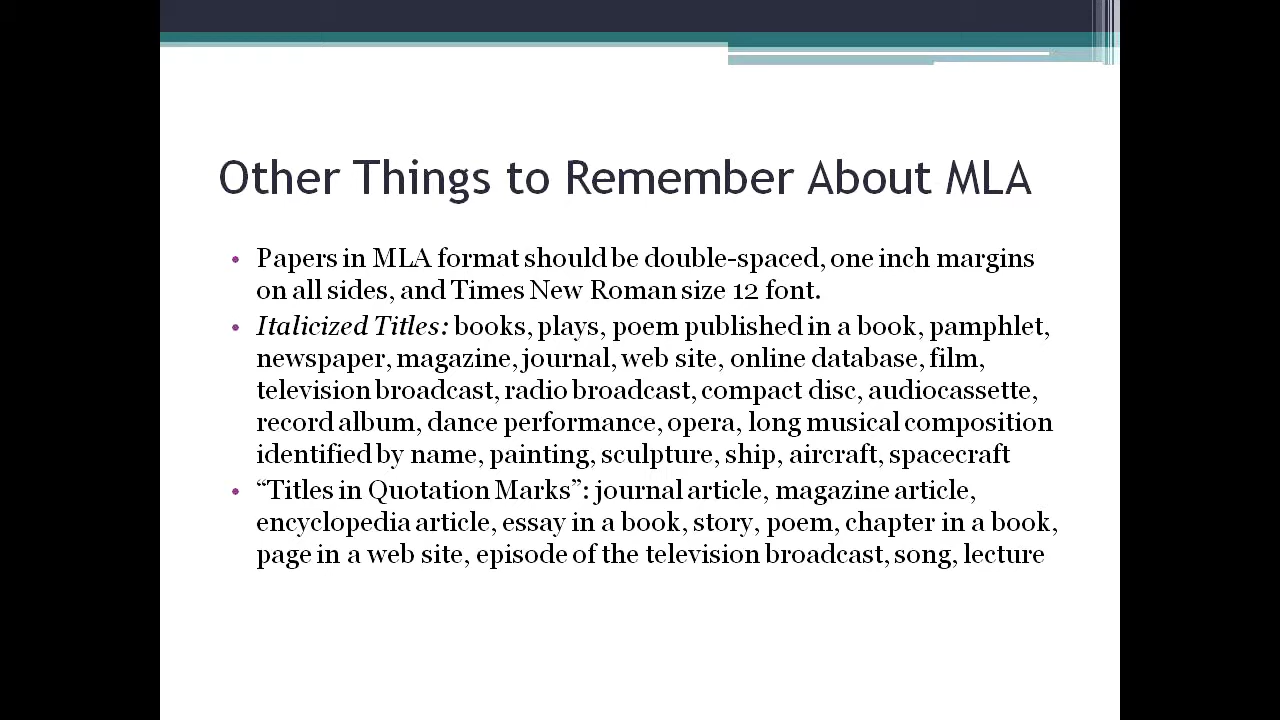 Other Things to Remember About MLA
• Papers in MLA format should be double-spaced, one inch margins
on all sides, and Times New Roman size 12 font.
• Italicized Titles: books, plays, poem published in a book, pamphlet,
newspaper, magazine, journal, web site, online database, film,
television broadcast, radio broadcast, compact disc, audiocassette,
record album, dance performance, opera, long musical composition
identified by name, painting, sculpture, ship, aircraft, spacecraft
• “Titles in Quotation Marks”: journal article, magazine article,
encyclopedia article, essay in a book, story, poem, chapter in a book,
page in a web site, episode of the television broadcast, song, lecture